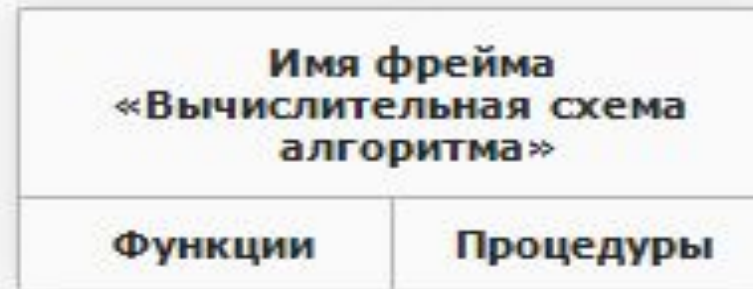 Имя фрейма
«Вычислительная схема
алгоритма»
Функции Процедуры